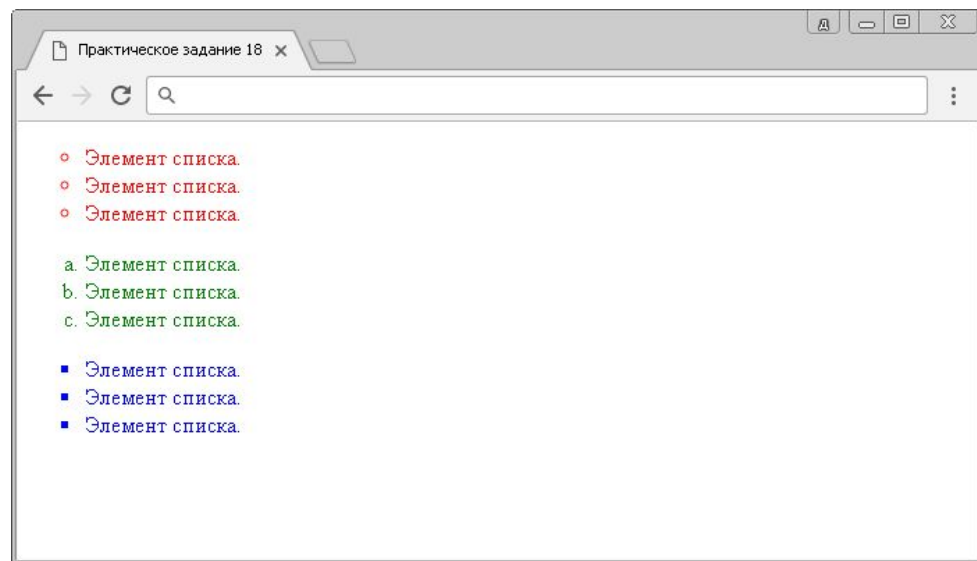 д
Практическое задание 18
Элемент списка.
Элемент списка.
Элемент списка.
a. Элемент списка.
b. Элемент списка.
c. Элемент списка.
Элемент списка.
Элемент списка.
Элемент списка.